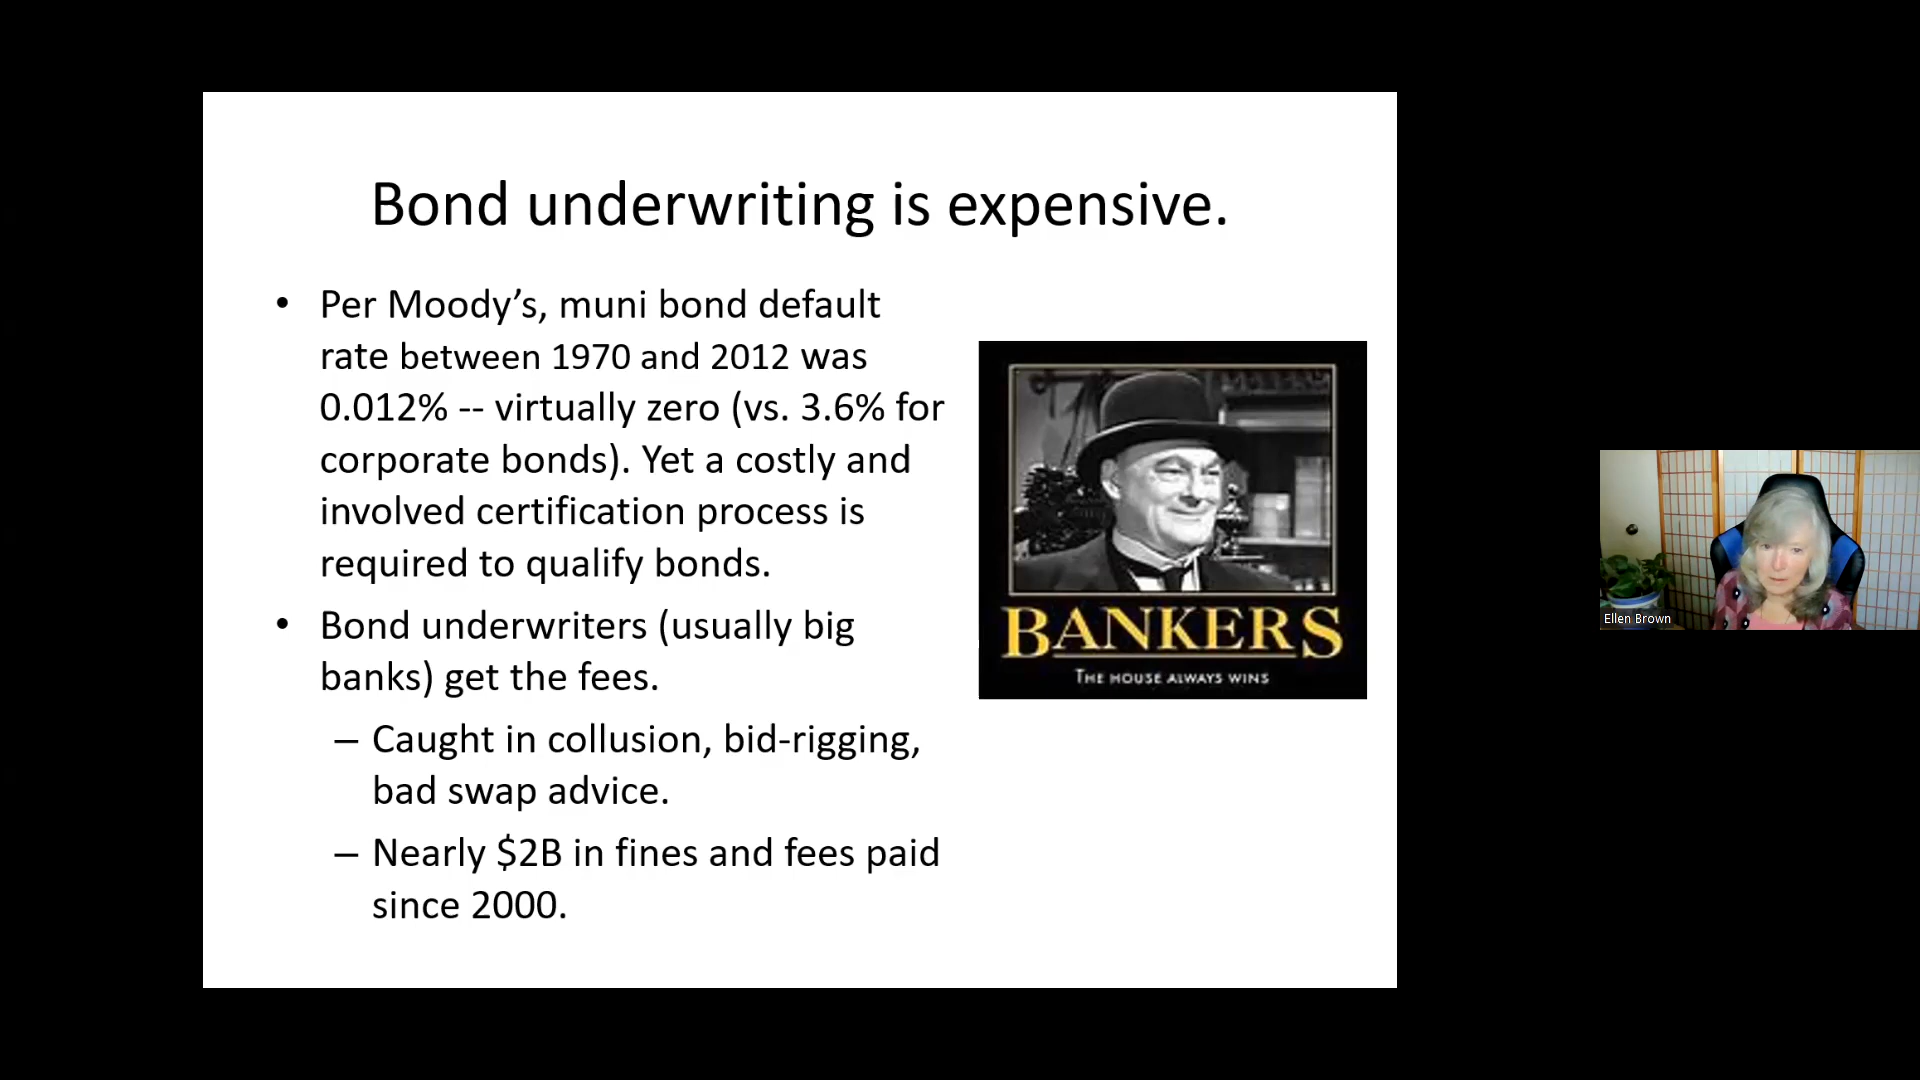 Bond underwriting is expensive.
• Per Moody’s, muni bond default
rate between 1970 and 2012 was
0.012% -- virtually zero (vs. 3.6% for
corporate bonds). Yet a costly and
involved certification process is
required to qualify bonds.
• Bond underwriters (usually big
banks) get the fees.
– Caught in collusion, bid-rigging,
bad swap advice.
– Nearly $2B in fines and fees paid
since 2000.
BANKERS
THE HOUSE ALWAYS WINS
Ellen Brown